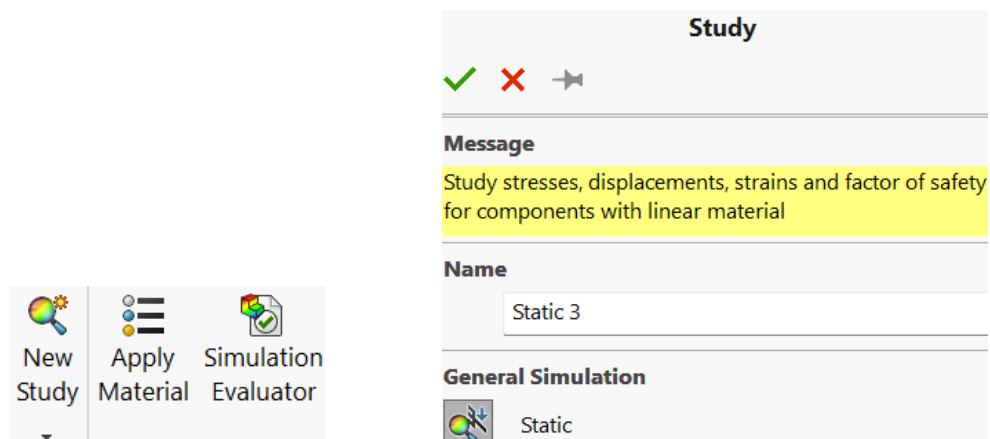 New
Study
Apply
Material
Simulation
Evaluator
Study
Message
Study stresses, displacements, strains and factor of safety
for components with linear material
Name
Static 3
General Simulation
Static